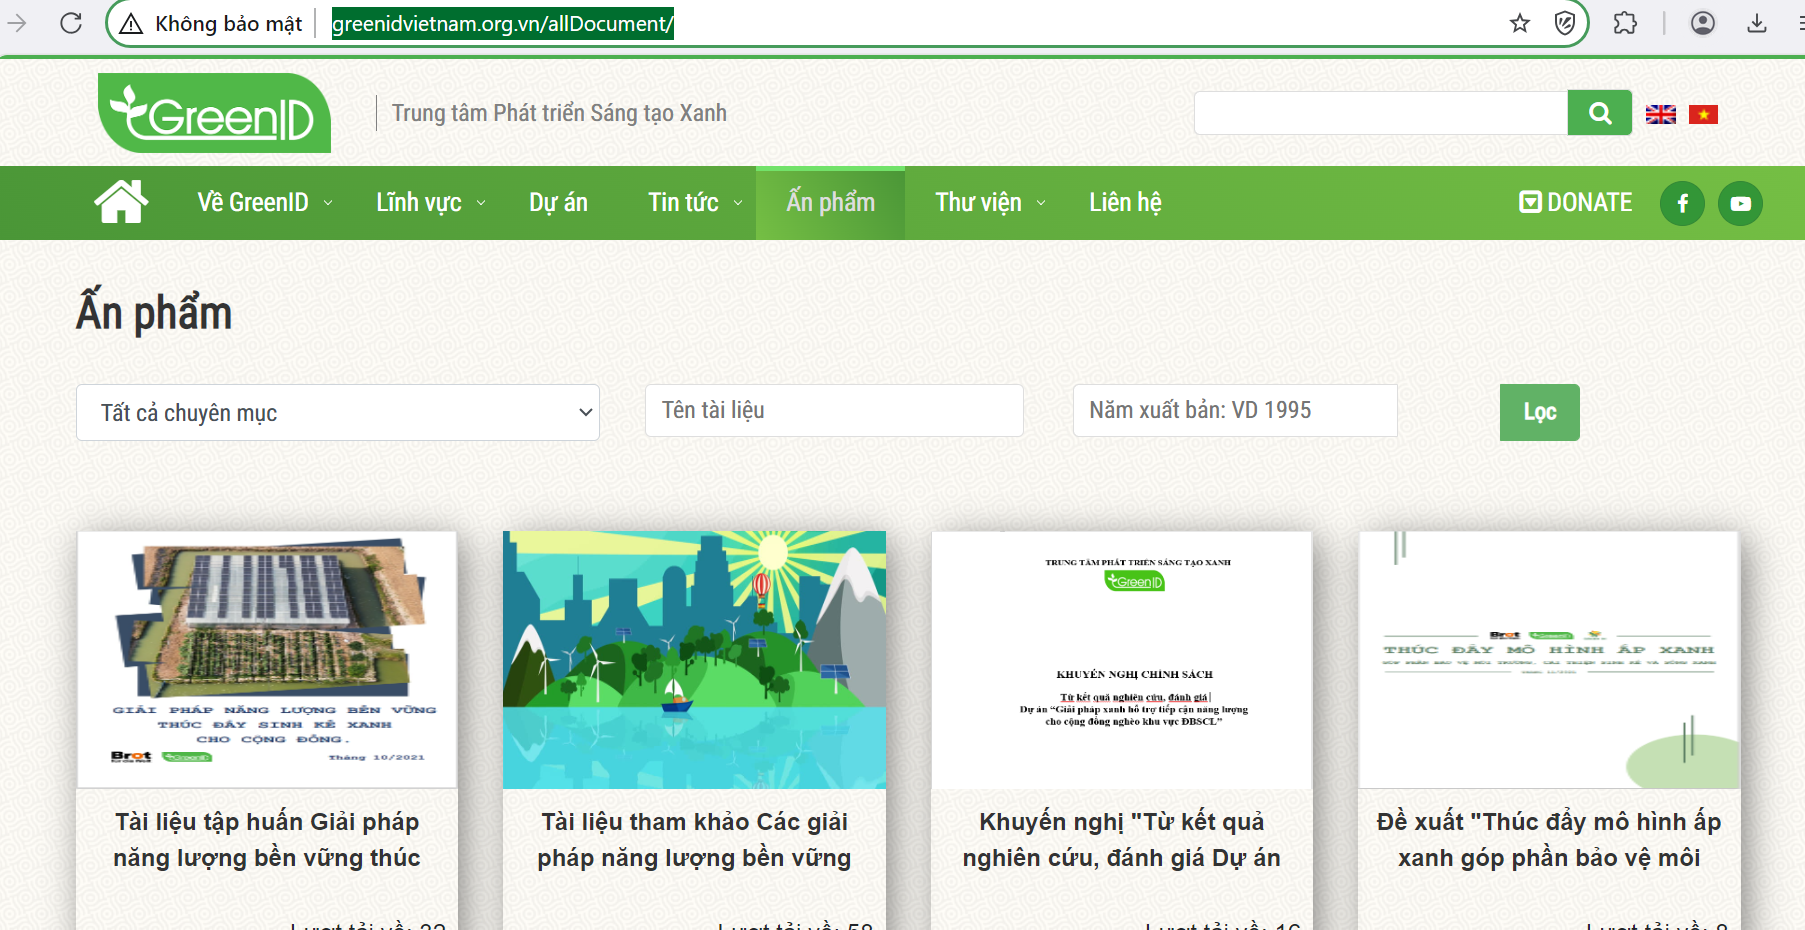 Không bảo mật
greenidvietnam.org.vn/allDocument/
GreenID
Trung tâm Phát triển Sáng tạo Xanh
Về GreenID
Lĩnh vực
Dự án
Tin tức
Ấn phẩm
Thư viện
Liên hệ
DONATE
Ấn phẩm
Tất cả chuyên mục
Tên tài liệu
Năm xuất bản: VD 1995
Lọc
GIẢI PHÁP NĂNG LƯỢNG BỀN VỮNG
THÚC ĐẨY SINH KẾ XANH
CHO CỘNG ĐỒNG.
Brot
GreenID
Tháng 10/2021
Tài liệu tập huấn Giải pháp
năng lượng bền vững thúc
Lượt tải về: 32
Tài liệu tham khảo Các giải
pháp năng lượng bền vững
Lượt tải về: 58
TRUNG TÂM PHÁT TRIỂN SÁNG TẠO XANH
GreenID
KHUYẾN NGHỊ CHÍNH SÁCH
Từ kết quả nghiên cứu, đánh giá
Dự án “Giải pháp xanh hỗ trợ tiếp cận năng lượng
cho cộng đồng nghèo khu vực ĐBSCL”
Khuyến nghị "Từ kết quả
nghiên cứu, đánh giá Dự án
Lượt tải về: 16
Brot
GreenID
THÚC ĐẨY MÔ HÌNH ẤP XANH
Đề xuất "Thúc đẩy mô hình ấp
xanh góp phần bảo vệ môi
Lượt tải về: 8